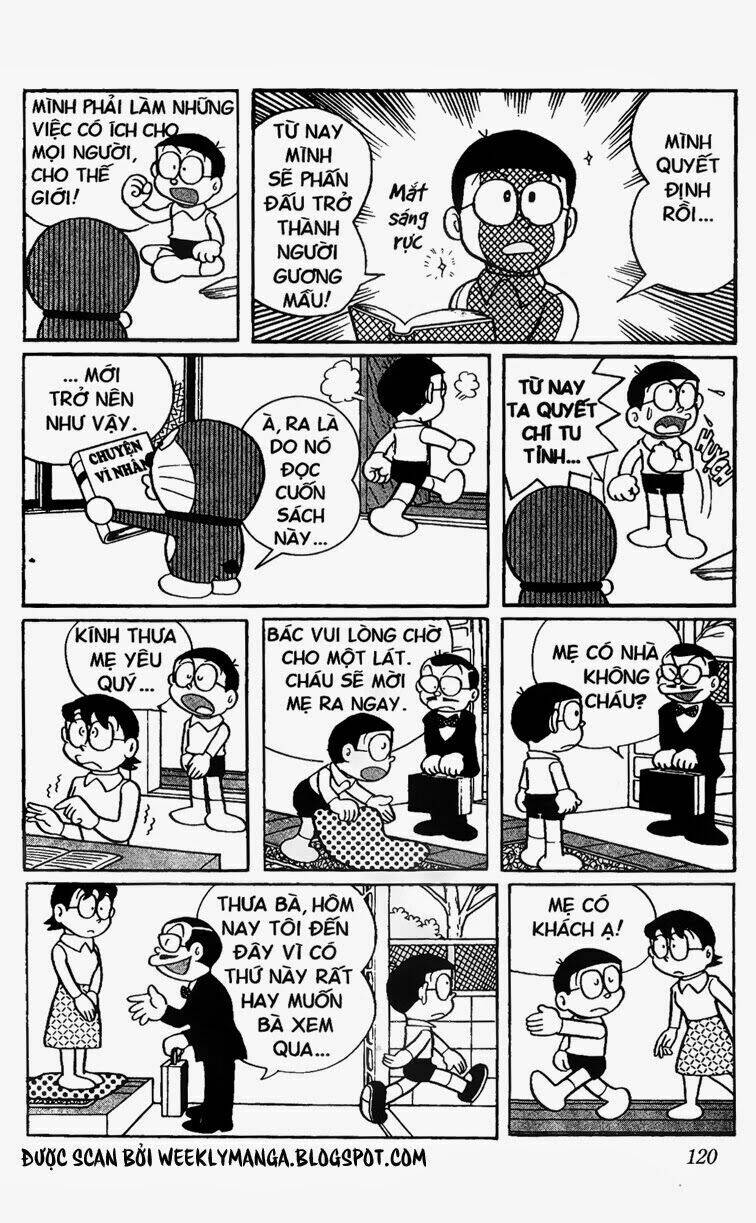 MÌNH
QUYẾT
ĐỊNH
RỒI...
Mắt
sáng
rực
TỪ NAY
MÌNH
SẼ PHẤN
ĐẤU TRỞ
THÀNH
NGƯỜI
GƯƠNG
MẪU!
MÌNH PHẢI LÀM NHỮNG
VIỆC CÓ ÍCH CHO
MỌI NGƯỜI,
CHO THẾ
GIỚI!
TỪ NAY
TA QUYẾT
CHÍ TU
TỈNH...
HUỴCH
À, RA LÀ
DO NÓ
ĐỌC
CUỐN
SÁCH
NÀY...
... MỚI
TRỞ NÊN
NHƯ VẬY.
CHUYỆN
VĨ NHÂN
MẸ CÓ NHÀ
KHÔNG
CHÁU?
BÁC VUI LÒNG CHỜ
CHO MỘT LÁT.
CHÁU SẼ MỜI
MẸ RA NGAY.
KÍNH THƯA
MẸ YÊU
QUÝ...
MẸ CÓ
KHÁCH Ạ!
THƯA BÀ, HÔM
NAY TÔI ĐẾN
ĐÂY VÌ CÓ
THỨ NÀY RẤT
HAY MUỐN
BÀ XEM
QUA...
ĐƯỢC SCAN BỞI WEEKLYMANGA.BLOGSPOT.COM
120